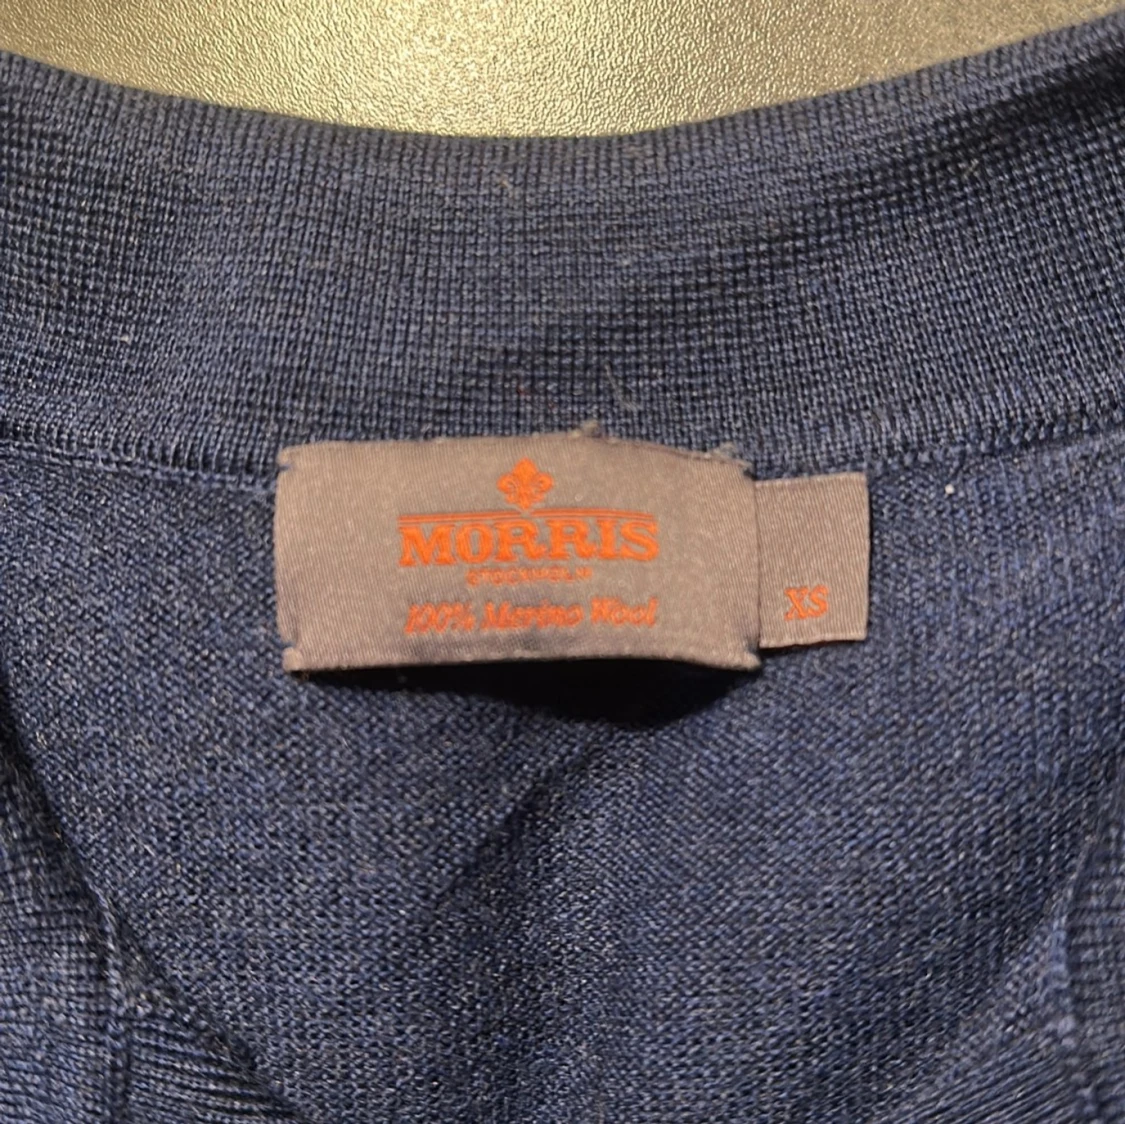 MORRIS
STOCKHOLM
100% Merino Wool
XS